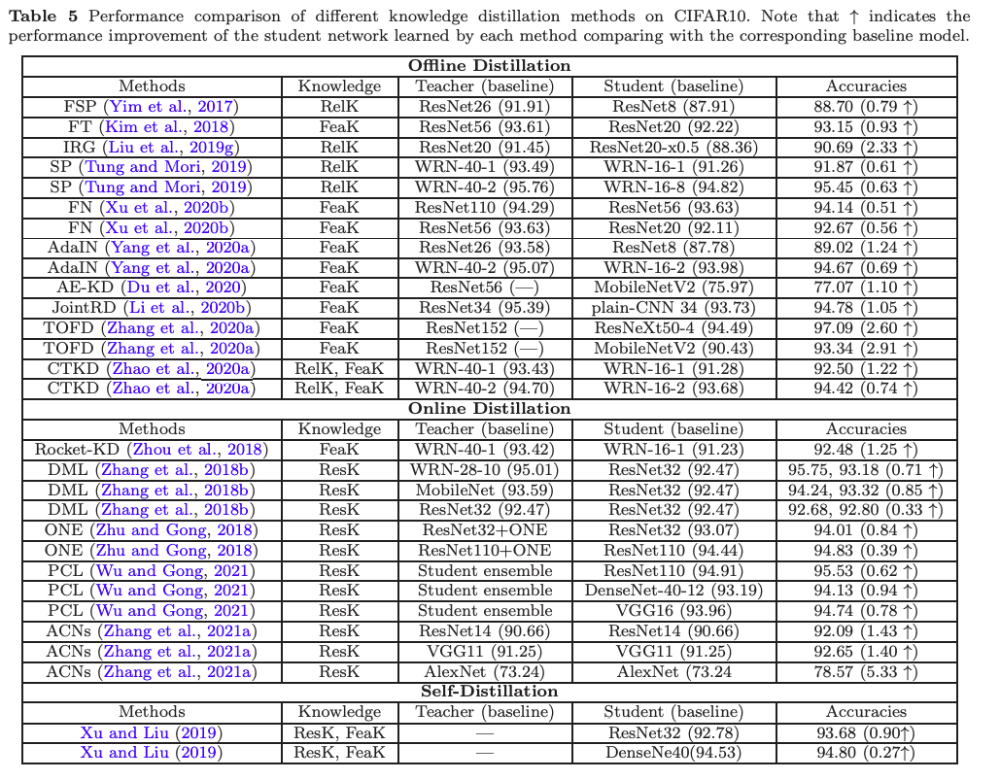 Table 5 Performance comparison of different knowledge distillation methods on CIFAR10. Note that ↑ indicates the
performance improvement of the student network learned by each method comparing with the corresponding baseline model.
Offline Distillation
Methods Knowledge Teacher (baseline) Student (baseline) Accuracies
FSP (Yim et al., 2017) RelK ResNet26 (91.91) ResNet8 (87.91) 88.70 (0.79 ↑)
FT (Kim et al., 2018) FeaK ResNet56 (93.61) ResNet20 (92.22) 93.15 (0.93 ↑)
IRG (Liu et al., 2019g) RelK ResNet20 (91.45) ResNet20-x0.5 (88.36) 90.69 (2.33 ↑)
SP (Tung and Mori, 2019) RelK WRN-40-1 (93.49) WRN-16-1 (91.26) 91.87 (0.61 ↑)
SP (Tung and Mori, 2019) RelK WRN-40-2 (95.76) WRN-16-8 (94.82) 95.45 (0.63 ↑)
FN (Xu et al., 2020b) FeaK ResNet110 (94.29) ResNet56 (93.63) 94.14 (0.51 ↑)
FN (Xu et al., 2020b) FeaK ResNet56 (93.63) ResNet20 (92.11) 92.67 (0.56 ↑)
AdaIN (Yang et al., 2020a) FeaK ResNet26 (93.58) ResNet8 (87.78) 89.02 (1.24 ↑)
AdaIN (Yang et al., 2020a) FeaK WRN-40-2 (95.07) WRN-16-2 (93.98) 94.67 (0.69 ↑)
AE-KD (Du et al., 2020) FeaK ResNet56 (—) MobileNetV2 (75.97) 77.07 (1.10 ↑)
JointRD (Li et al., 2020b) FeaK ResNet34 (95.39) plain-CNN 34 (93.73) 94.78 (1.05 ↑)
TOFD (Zhang et al., 2020a) FeaK ResNet152 (—) ResNeXt50-4 (94.49) 97.09 (2.60 ↑)
TOFD (Zhang et al., 2020a) FeaK ResNet152 (—) MobileNetV2 (90.43) 93.34 (2.91 ↑)
CTKD (Zhao et al., 2020a) RelK, FeaK WRN-40-1 (93.43) WRN-16-1 (91.28) 92.50 (1.22 ↑)
CTKD (Zhao et al., 2020a) RelK, FeaK WRN-40-2 (94.70) WRN-16-2 (93.68) 94.42 (0.74 ↑)
Online Distillation
Methods Knowledge Teacher (baseline) Student (baseline) Accuracies
Rocket-KD (Zhou et al., 2018) FeaK WRN-40-1 (93.42) WRN-16-1 (91.23) 92.48 (1.25 ↑)
DML (Zhang et al., 2018b) ResK WRN-28-10 (95.01) ResNet32 (92.47) 95.75, 93.18 (0.71 ↑)
DML (Zhang et al., 2018b) ResK MobileNet (93.59) ResNet32 (92.47) 94.24, 93.32 (0.85 ↑)
DML (Zhang et al., 2018b) ResK ResNet32 (92.47) ResNet32 (92.47) 92.68, 92.80 (0.33 ↑)
ONE (Zhu and Gong, 2018) ResK ResNet32+ONE ResNet32 (93.07) 94.01 (0.84 ↑)
ONE (Zhu and Gong, 2018) ResK ResNet110+ONE ResNet110 (94.44) 94.83 (0.39 ↑)
PCL (Wu and Gong, 2021) ResK Student ensemble ResNet110 (94.91) 95.53 (0.62 ↑)
PCL (Wu and Gong, 2021) ResK Student ensemble DenseNet-40-12 (93.19) 94.13 (0.94 ↑)
PCL (Wu and Gong, 2021) ResK Student ensemble VGG16 (93.96) 94.74 (0.78 ↑)
ACNs (Zhang et al., 2021a) ResK ResNet14 (90.66) ResNet14 (90.66) 92.09 (1.43 ↑)
ACNs (Zhang et al., 2021a) ResK VGG11 (91.25) VGG11 (91.25) 92.65 (1.40 ↑)
ACNs (Zhang et al., 2021a) ResK AlexNet (73.24) AlexNet (73.24 78.57 (5.33 ↑)
Self-Distillation
Methods Knowledge Teacher (baseline) Student (baseline) Accuracies
Xu and Liu (2019) ResK, FeaK — ResNet32 (92.78) 93.68 (0.90↑)
Xu and Liu (2019) ResK, FeaK — DenseNe40(94.53) 94.80 (0.27↑)